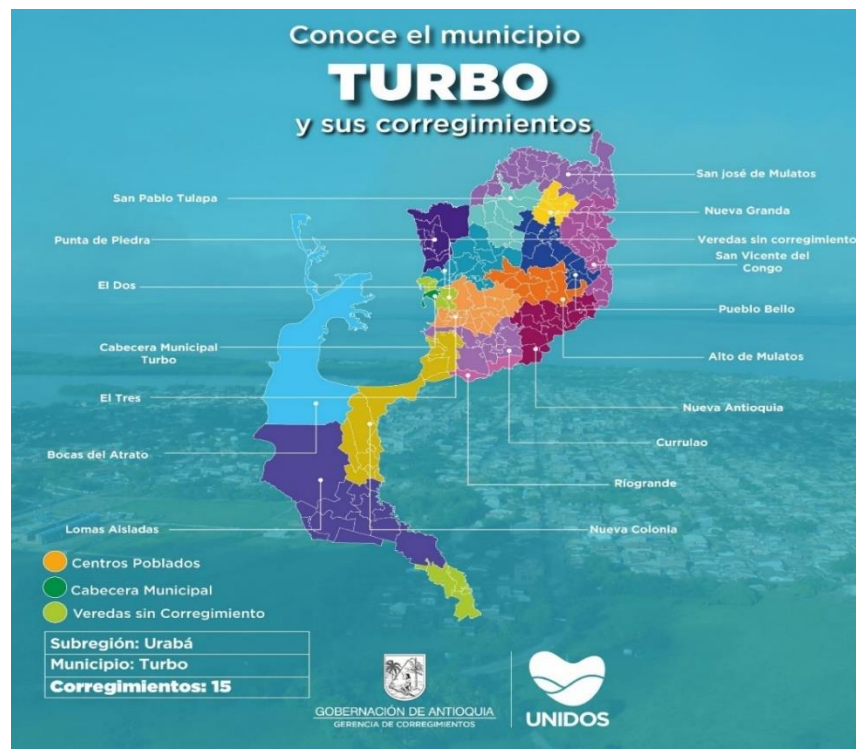 Conoce el municipio
TURBO
y sus corregimientos
San josé de Mulatos
San Pablo Tulapa
Nueva Granda
Punta de Piedra
Veredas sin corregimiento
San Vicente del
Congo
El Dos
Pueblo Bello
Cabecera Municipal
Turbo
Alto de Mulatos
El Tres
Nueva Antioquia
Currulao
Bocas del Atrato
Ríogrande
Lomas Aisladas
Nueva Colonia
Centros Poblados
Cabecera Municipal
Veredas sin Corregimiento
Subregión: Urabá
Municipio: Turbo
Corregimientos: 15
GOBERNACIÓN DE ANTIOQUIA
GERENCIA DE CORREGIMIENTOS
UNIDOS